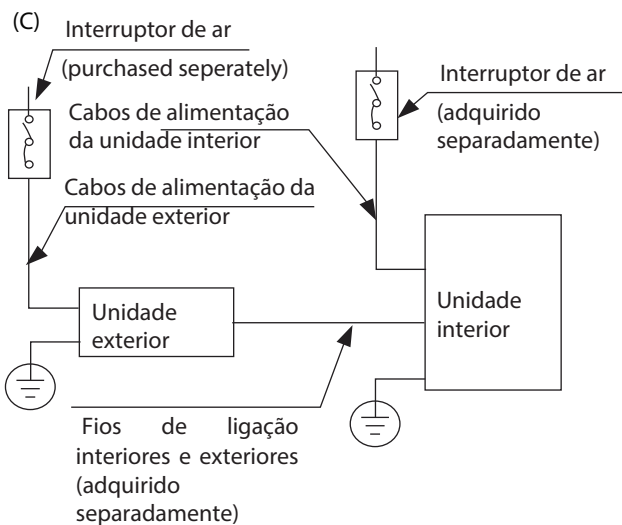 (C)
Interruptor de ar
(purchased seperately)
Interruptor de ar
(adquirido
separadamente)
Cabos de alimentação
da unidade interior
Cabos de alimentação da
unidade exterior
Unidade
exterior
Unidade
interior
Fios de ligação
interiores e exteriores
(adquirido
separadamente)